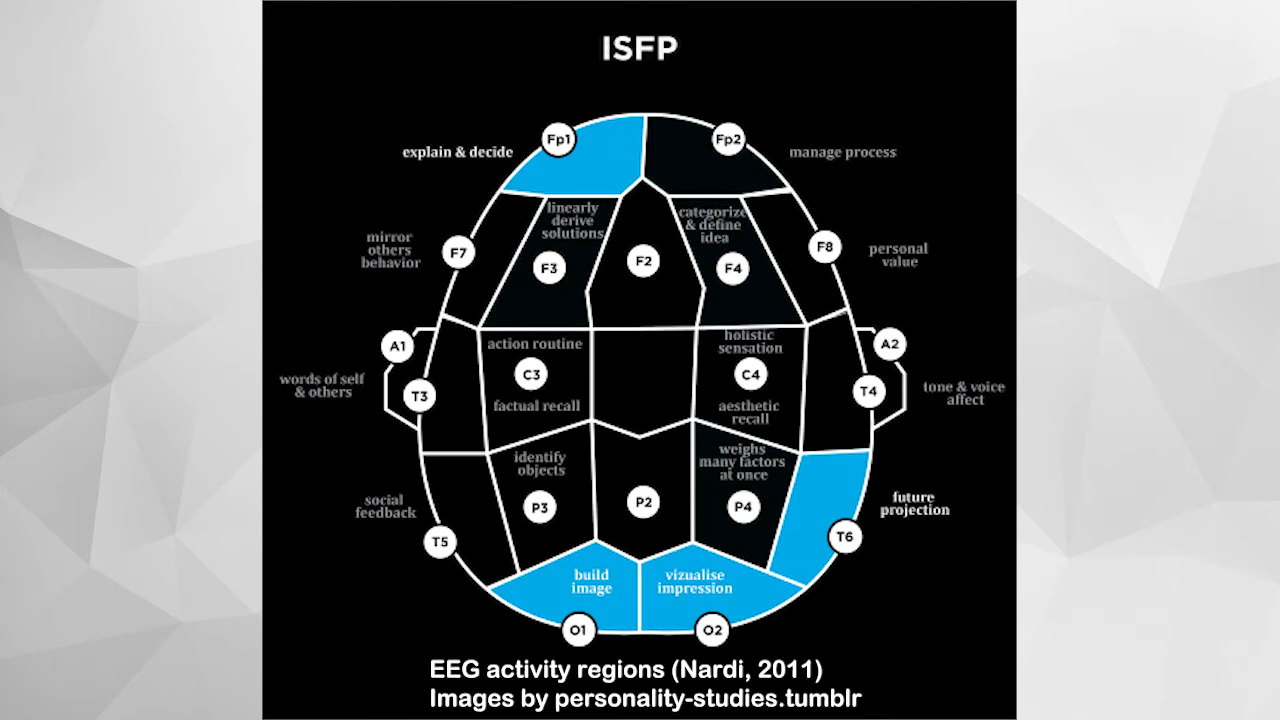 ISFP
Fp1
Fp2
explain & decide
manage process
linearly
derive
solutions
categorize
& define
idea
mirror
others
behavior
F7
F3
F2
F4
F8
personal
value
A1
action routine
holistic
sensation
A2
words of self
& others
T3
C3
C4
T4
tone & voice
affect
factual recall
aesthetic
recall
identify
objects
weighs
many factors
at once
social
feedback
P3
P2
P4
future
projection
T5
T6
build
image
vizualise
impression
O1
O2
EEG activity regions (Nardi, 2011)
Images by personality-studies.tumblr